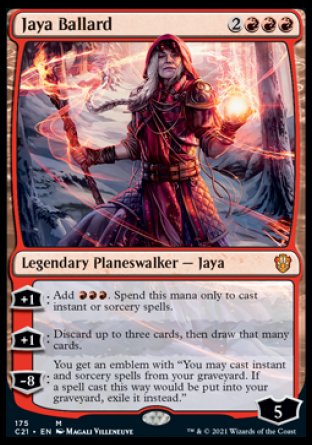 Jaya Ballard 2
Legendary Planeswalker — Jaya
+1 : Add . Spend this mana only to cast
instant or sorcery spells.
+1 : Discard up to three cards, then draw that many
cards.
You get an emblem with “You may cast instant
-8 : and sorcery spells from your graveyard. If
a spell cast this way would be put into your
graveyard, exile it instead.”
5
175 M
C21 • EN Magali Villeneuve
™ & © 2021 Wizards of the Coast